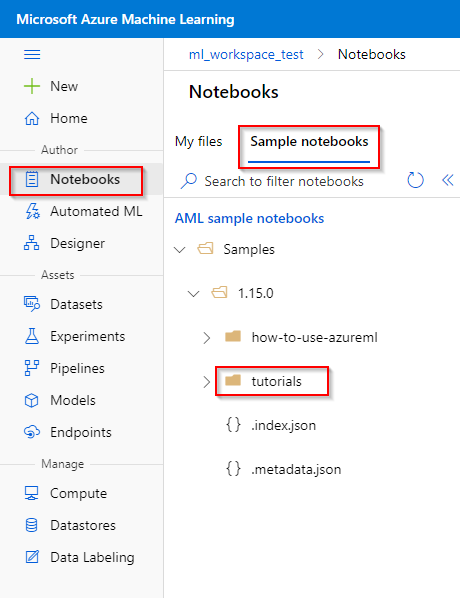 Microsoft Azure Machine Learning
New
Home
Author
Notebooks
Automated ML
Designer
Assets
Datasets
Experiments
Pipelines
Models
Endpoints
Manage
Compute
Datastores
Data Labeling
ml_workspace_test > Notebooks
Notebooks
My files Sample notebooks
Search to filter notebooks
AML sample notebooks
Samples
1.15.0
how-to-use-azureml
tutorials
{} .index.json
{} .metadata.json